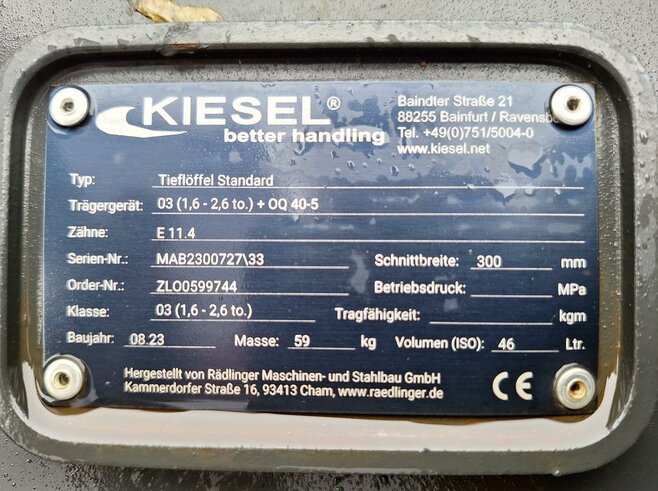 KIESEL®
better handling
Baindter Straße 21
88255 Bainfurt / Ravensb
Tel. +49(0)751/5004-0
www.kiesel.net
Typ: Tieflöffel Standard
Trägergerät: 03 (1,6 - 2,6 to.) + OQ 40-5
Zähne: E 11.4
Serien-Nr.: MAB2300727\33 Schnittbreite: 300 mm
Order-Nr.: ZLO0599744 Betriebsdruck: MPa
Klasse: 03 (1,6 - 2,6 to.) Tragfähigkeit: kgm
Baujahr: 08.23 Masse: 59 kg Volumen (ISO): 46 Ltr.
Hergestellt von Rädlinger Maschinen- und Stahlbau GmbH
Kammerdorfer Straße 16, 93413 Cham, www.raedlinger.de
CE